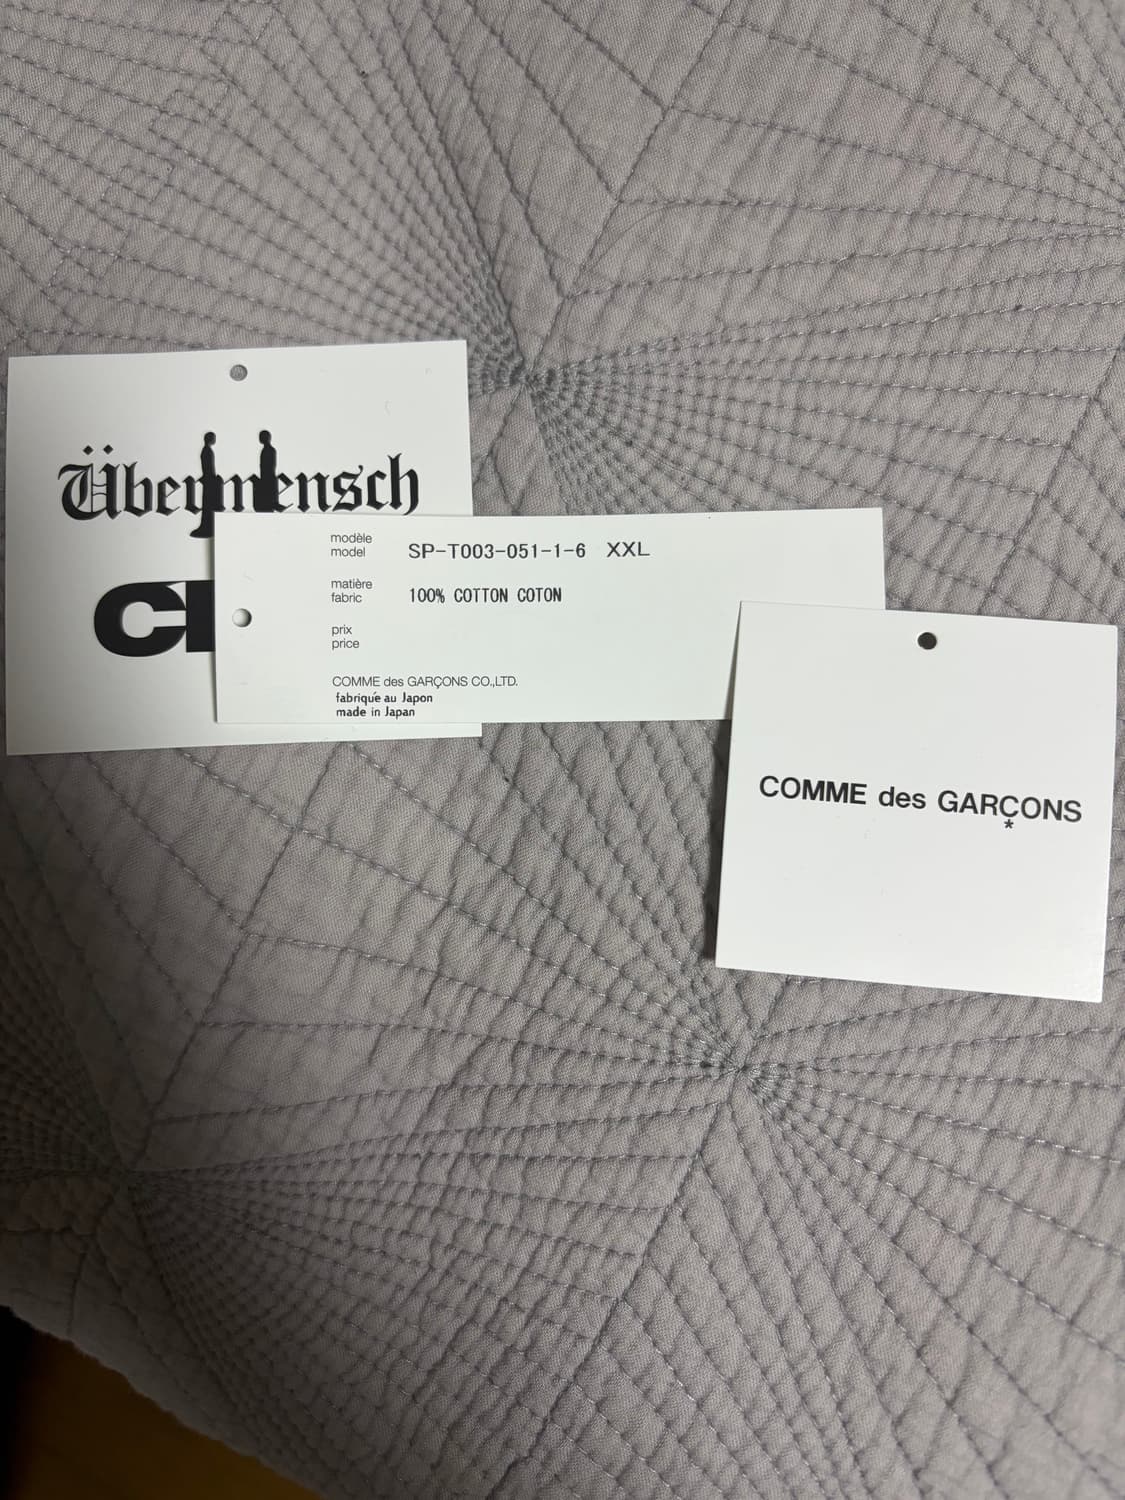 Übermensch
C
modèle
model SP-T003-051-1-6 XXL
matière
fabric 100% COTTON COTON
prix
price
COMME des GARÇONS CO.,LTD.
fabriqué au Japon
made in Japan
COMME des GARÇONS
*